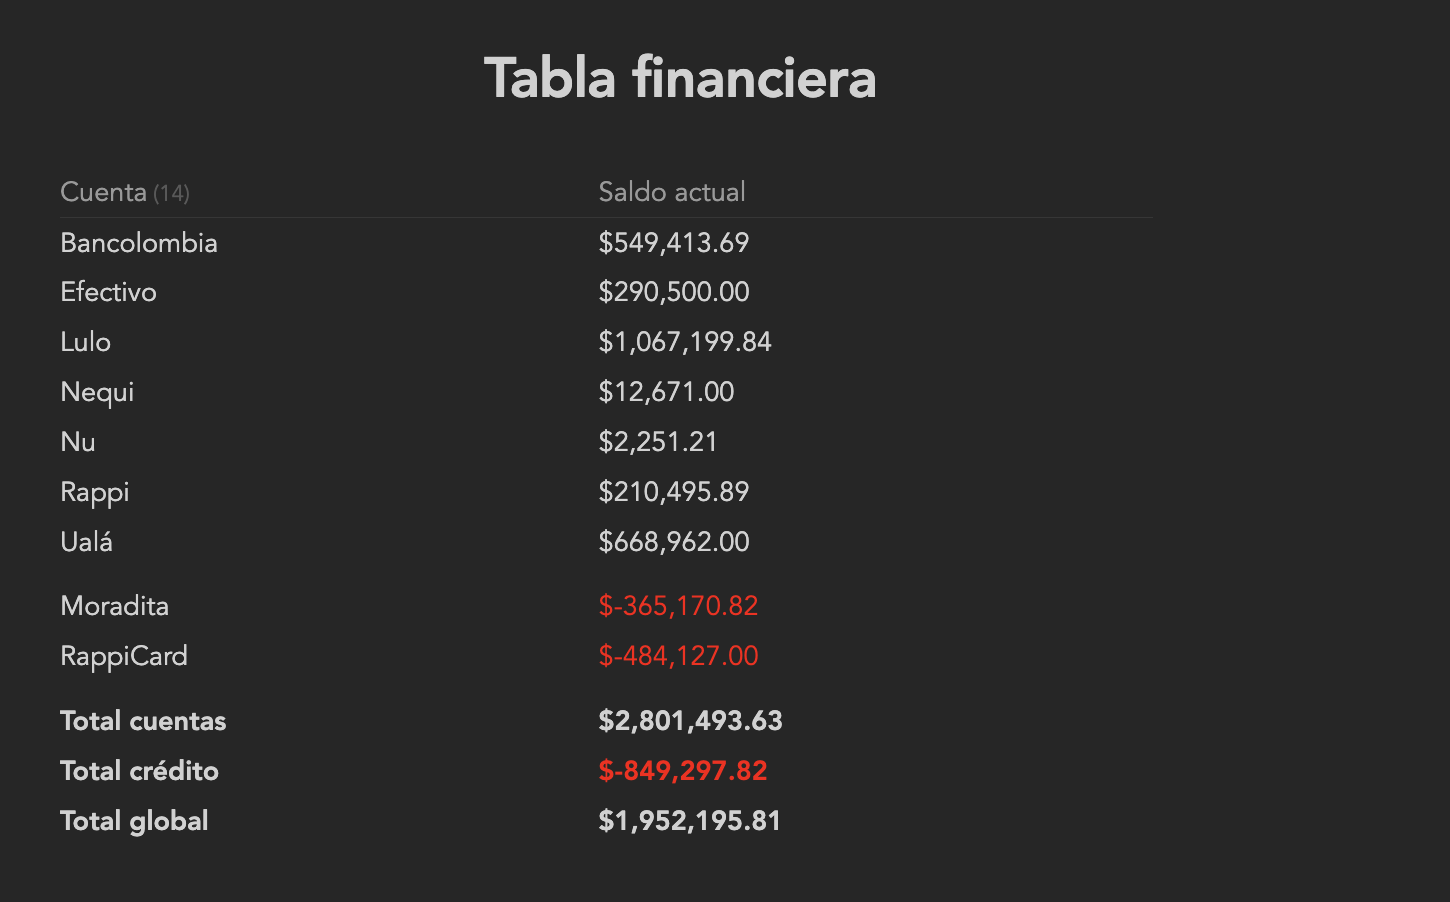 Tabla financiera
Cuenta (14) Saldo actual
Bancolombia $549,413.69
Efectivo $290,500.00
Lulo $1,067,199.84
Nequi $12,671.00
Nu $2,251.21
Rappi $210,495.89
Ualá $668,962.00
Moradita $-365,170.82
RappiCard $-484,127.00
Total cuentas $2,801,493.63
Total crédito $-849,297.82
Total global $1,952,195.81